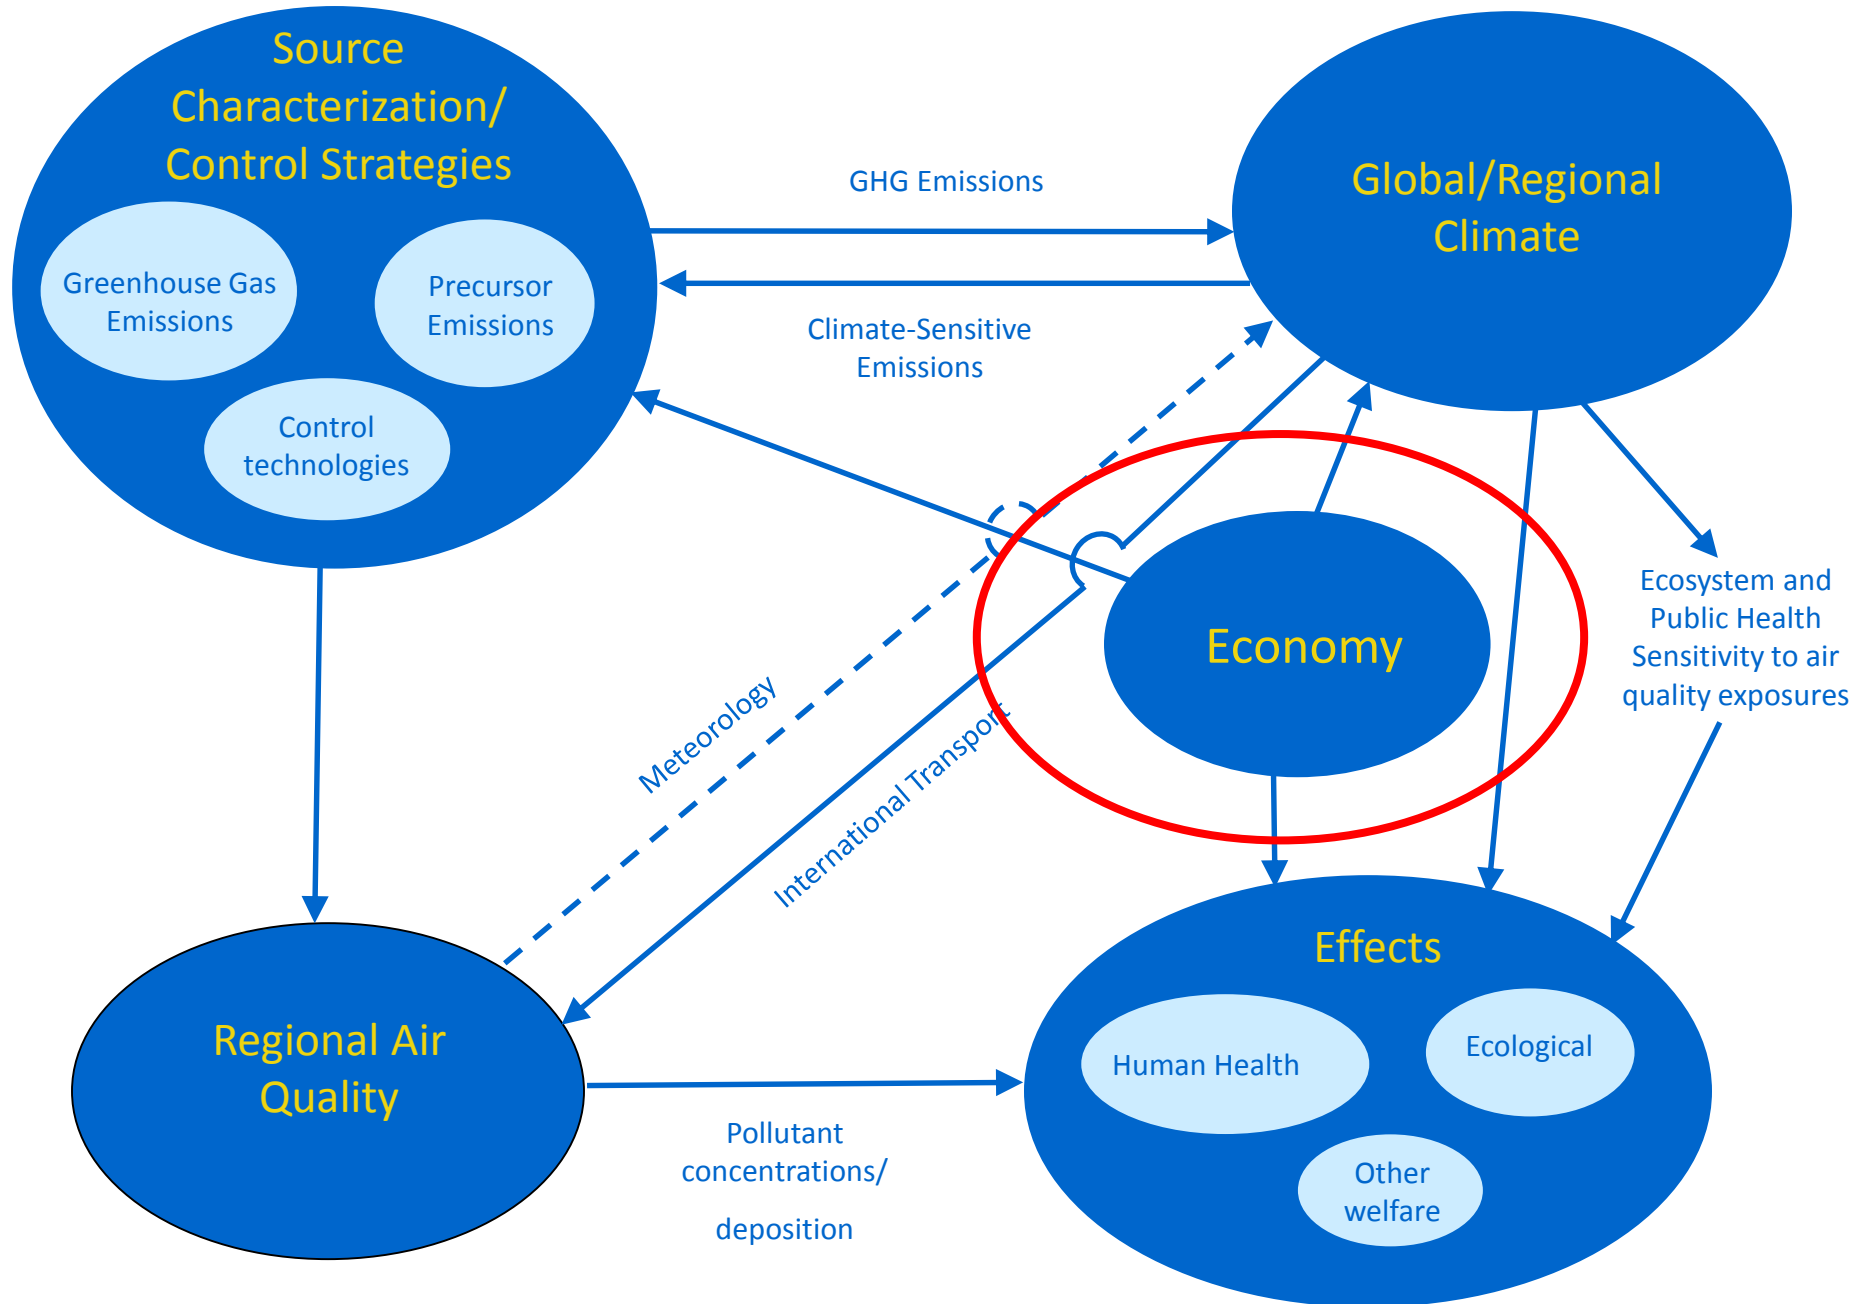 Source
Characterization/
Control Strategies
Greenhouse Gas
Emissions
Precursor
Emissions
Control
technologies
GHG Emissions
Climate-Sensitive
Emissions
Global/Regional
Climate
Economy
Ecosystem and
Public Health
Sensitivity to air
quality exposures
Meteorology
International Transport
Regional Air
Quality
Pollutant
concentrations/
deposition
Effects
Human Health
Ecological
Other
welfare